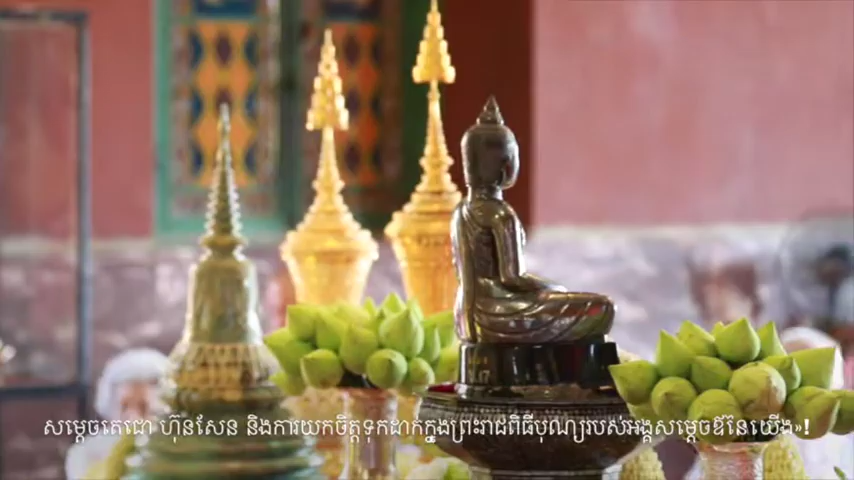 សម្ដេចតេជោ ហ៊ុនសែន និងការយកចិត្តទុកដាក់ក្នុងព្រះរាជពិធីបុណ្យរបស់អង្គសម្ដេចឪនៃយើង»!